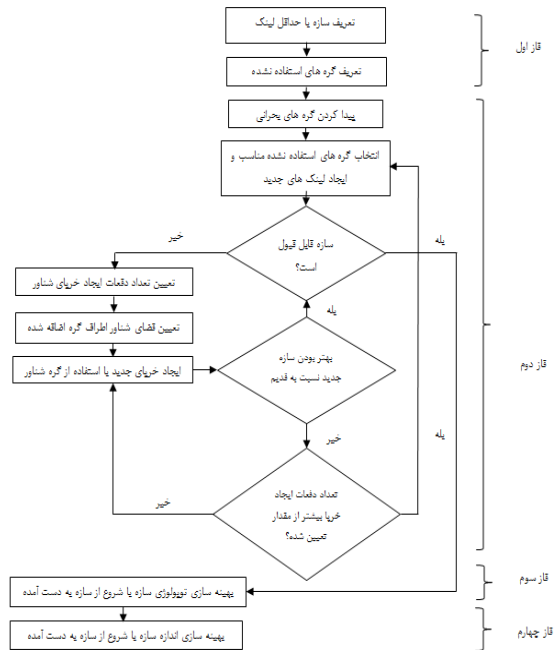 تعریف سازه با حداقل لینک
فاز اول
تعریف گره های استفاده نشده
پیدا کردن گره های بحرانی
انتخاب گره های استفاده نشده مناسب و
ایجاد لینک های جدید
سازه قابل قبول
است؟
خیر
بله
تعیین تعداد دفعات ایجاد خرپای شناور
بله
تعیین فضای شناور اطراف گره اضافه شده
ایجاد خرپای جدید با استفاده از گره شناور
بهتر بودن سازه
جدید نسبت به قدیم
فاز دوم
خیر
بله
تعداد دفعات ایجاد
خرپا بیشتر از مقدار
تعیین شده؟
خیر
بهینه سازی توپولوژی سازه با شروع از سازه به دست آمده
فاز سوم
بهینه سازی اندازه سازه با شروع از سازه به دست آمده
فاز چهارم